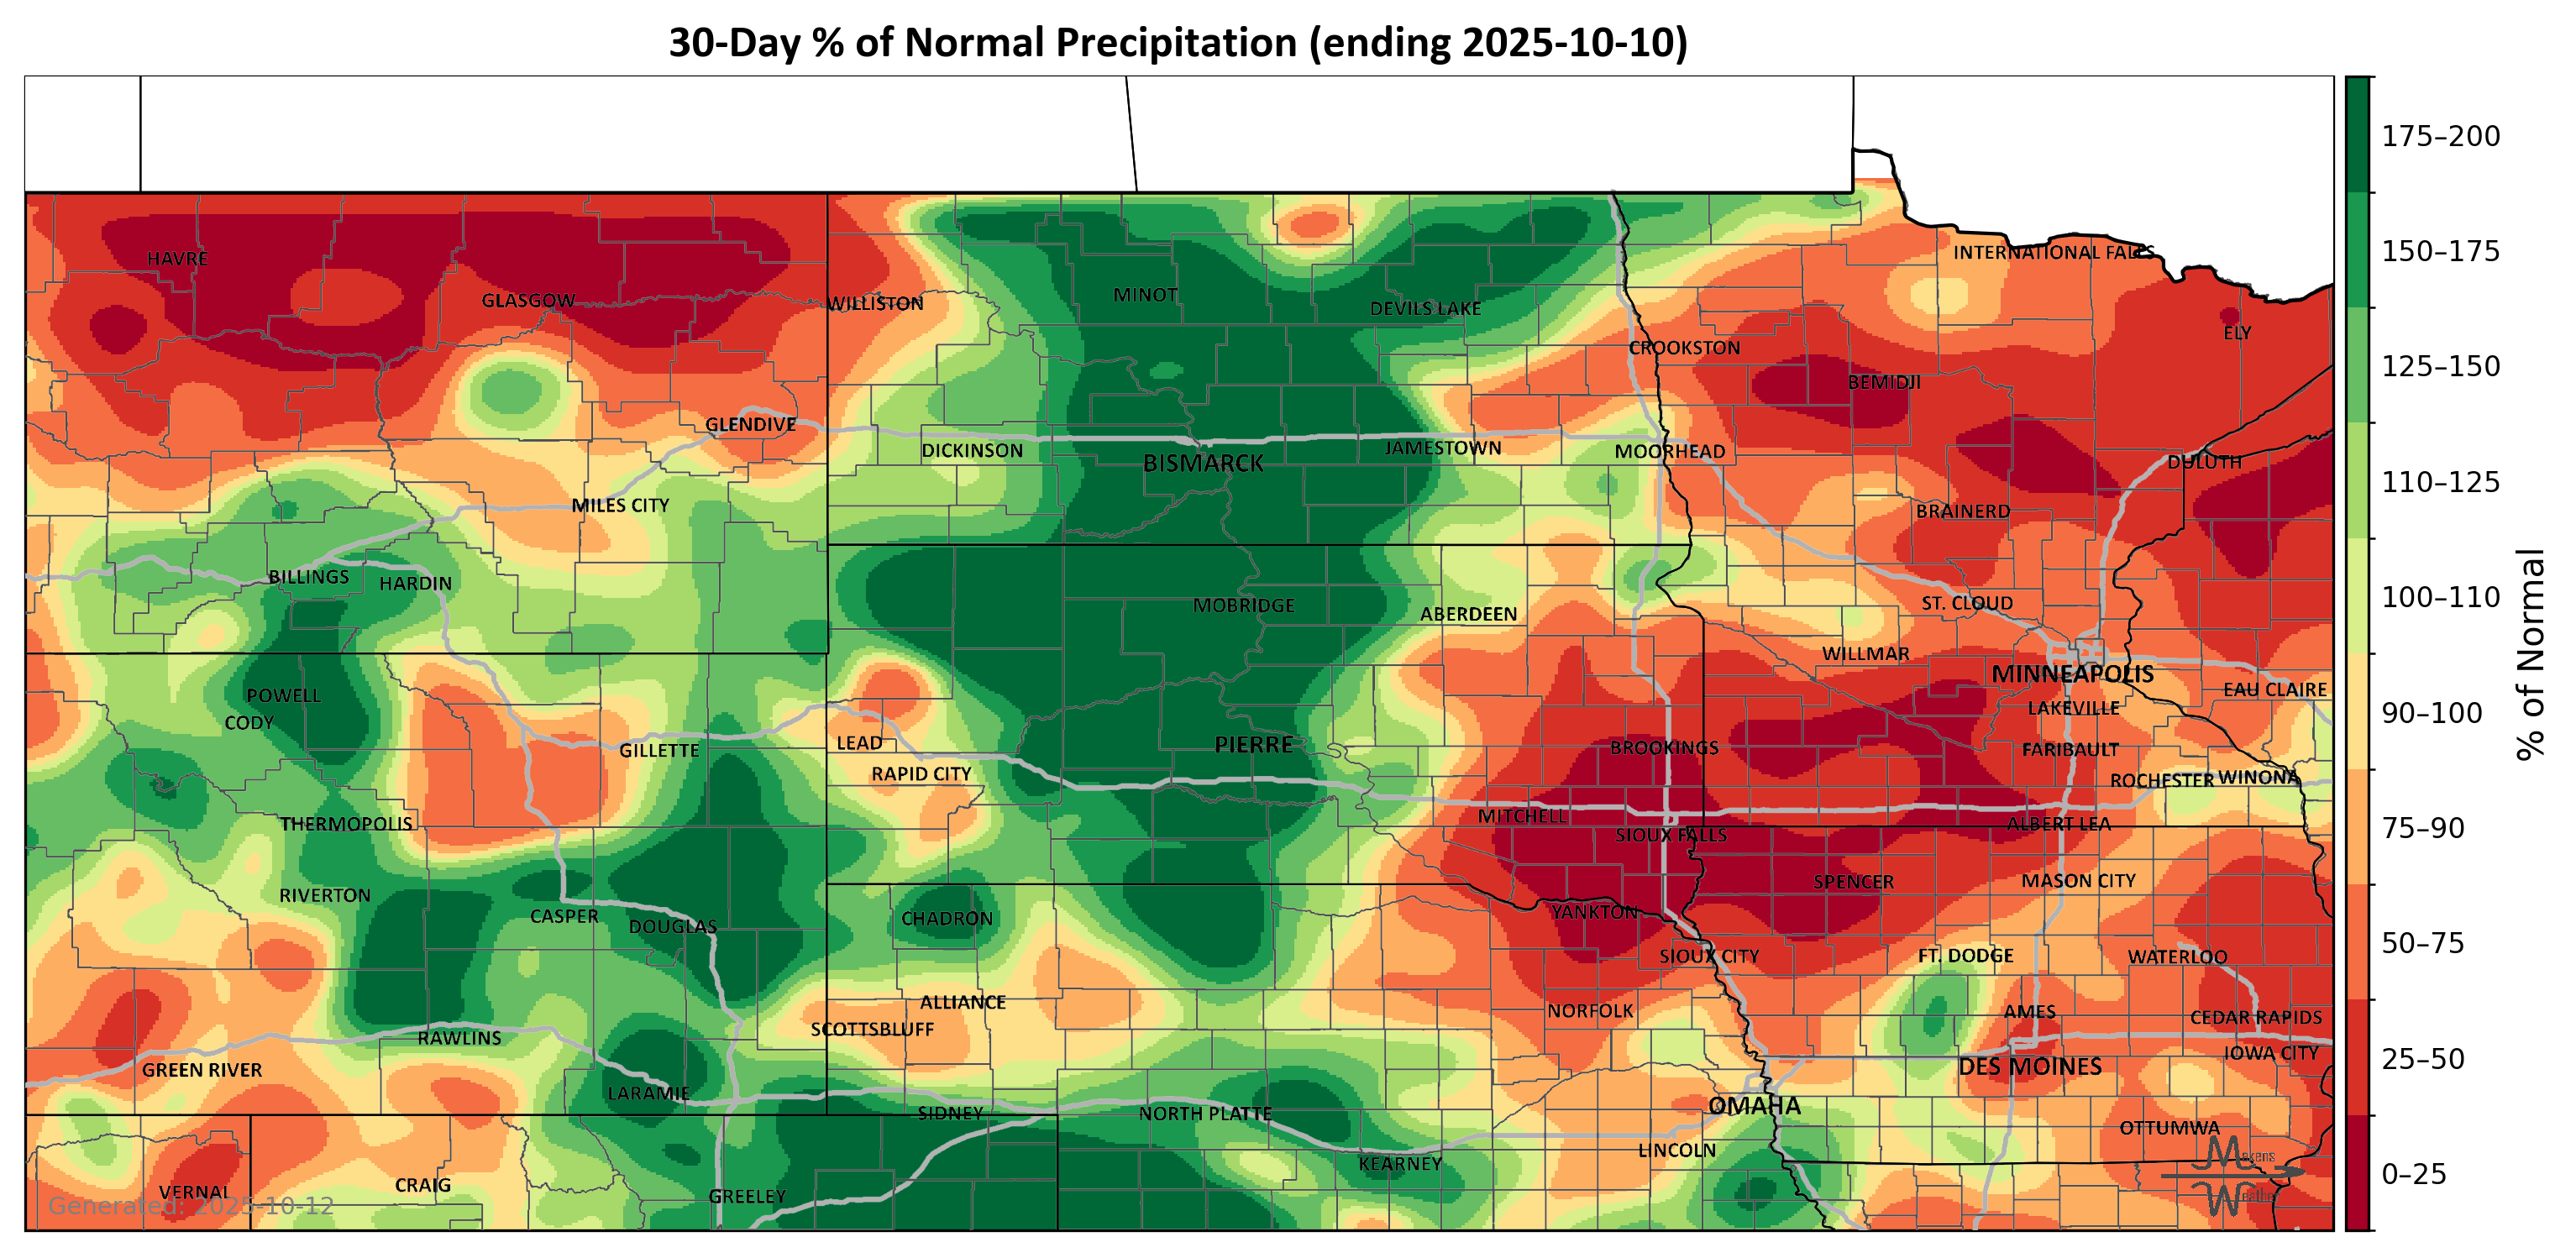 30-Day % of Normal Precipitation (ending 2025-10-10)
175–200
INTERNATIONAL FALLS
150–175
HAVRE
MINOT
GLASGOW
WILLISTON
DEVILS LAKE
ELY
CROOKSTON
125–150
BEMIDJI
GLENDIVE
DICKINSON
JAMESTOWN
MOORHEAD
BISMARCK
DULUTH
110–125
MILES CITY
BRAINERD
BILLINGS
HARDIN
100–110
MOBRIDGE
ABERDEEN
ST. CLOUD
% of Normal
WILLMAR
MINNEAPOLIS
POWELL
EAU CLAIRE
CODY
LAKEVILLE
90–100
LEAD
PIERRE
BROOKINGS
GILLETTE
FARIBAULT
RAPID CITY
ROCHESTER
WINONA
THERMOPOLIS
MITCHELL
ALBERT LEA
75–90
SIOUX FALLS
SPENCER
MASON CITY
RIVERTON
CASPER
CHADRON
YANKTON
DOUGLAS
50–75
SIOUX CITY
FT. DODGE
WATERLOO
ALLIANCE
NORFOLK
AMES
CEDAR RAPIDS
SCOTTSBLUFF
RAWLINS
IOWA CITY
25–50
GREEN RIVER
DES MOINES
LARAMIE
OMAHA
SIDNEY
NORTH PLATTE
OTTUMWA
LINCOLN
Makens
KEARNEY
0–25
VERNAL
CRAIG
GREELEY
Weather
Generated: 2025-10-12